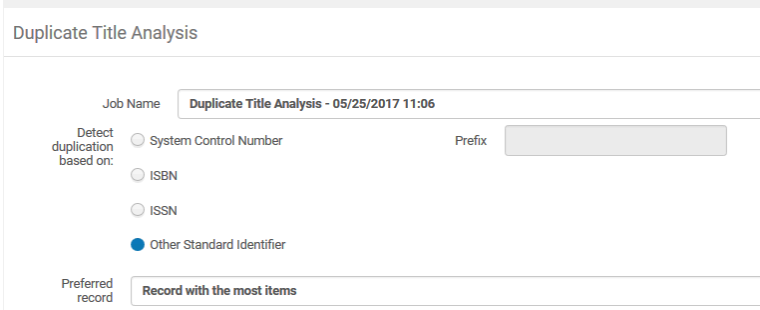 Duplicate Title Analysis
Job Name Duplicate Title Analysis - 05/25/2017 11:06
Detect
duplication
based on:
System Control Number Prefix
ISBN
ISSN
Other Standard Identifier
Preferred
record
Record with the most items